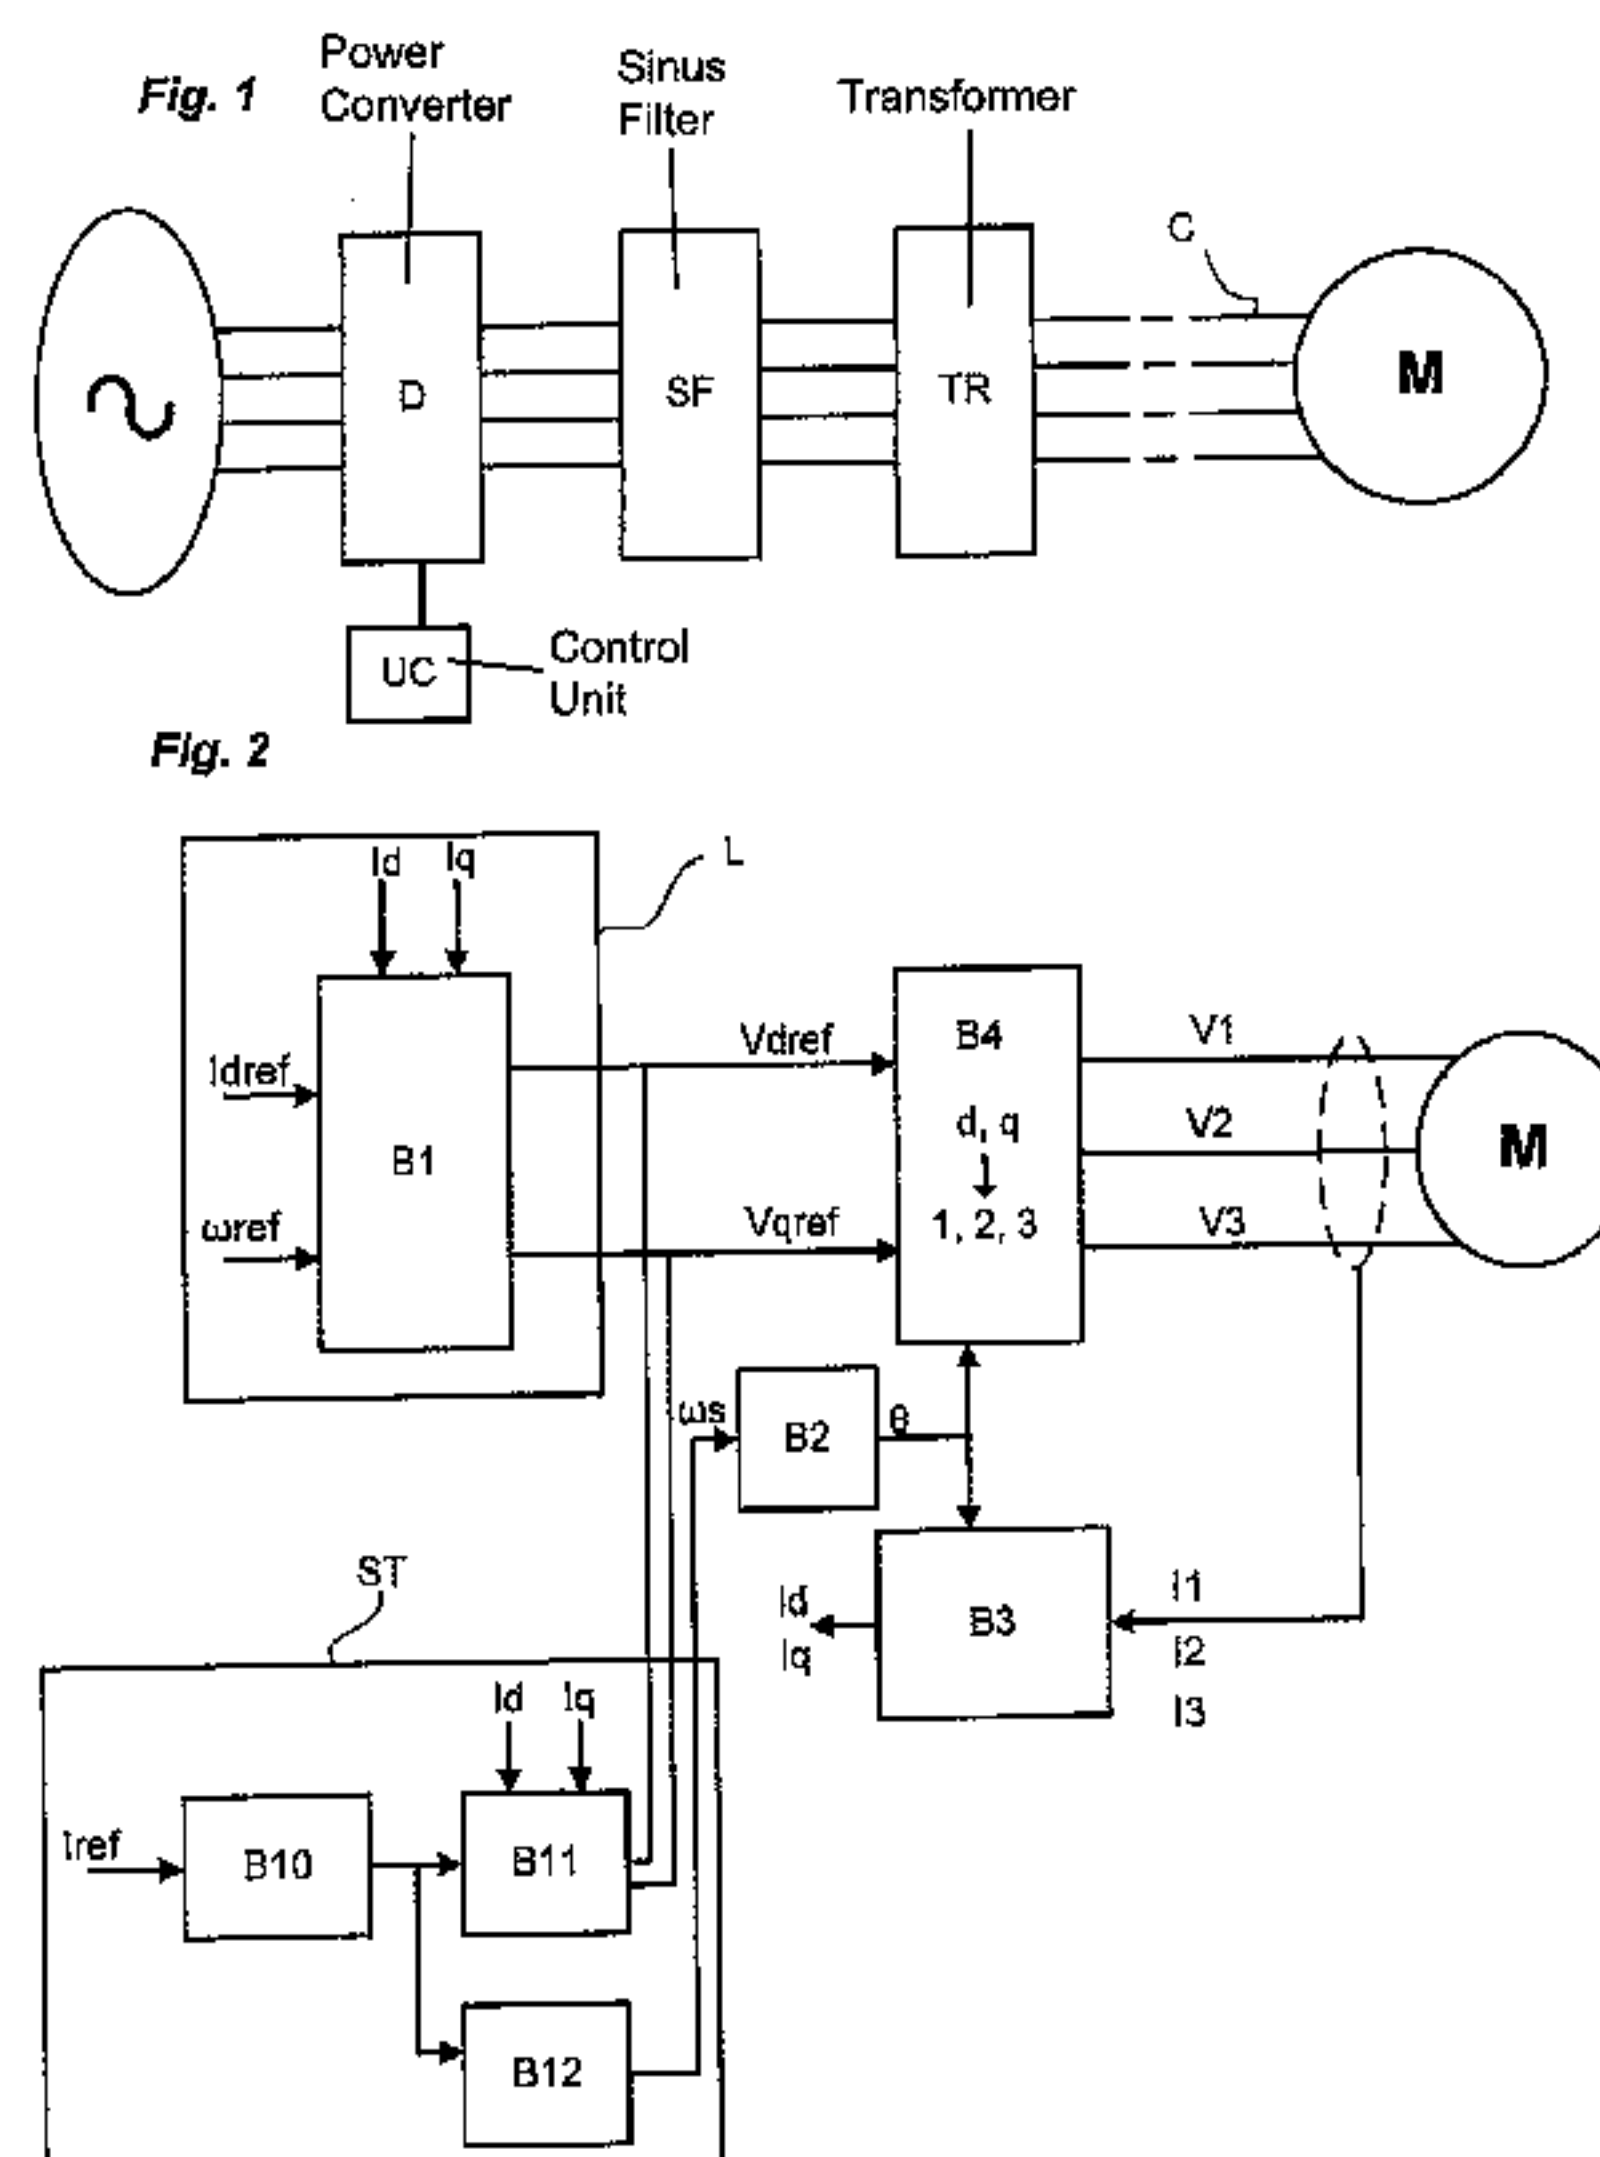 Fig. 1
Power
Converter
Sinus
Filter
Transformer
C
D
SF
TR
M
UC
Control
Unit
Fig. 2
Id
Iq
L
Idref
B1
ωref
Vdref
Vqref
B4
d, q
1, 2, 3
V1
V2
V3
M
ωs
B2
θ
ST
Id
Iq
B3
I1
I2
I3
Id
Iq
Iref
B10
B11
B12